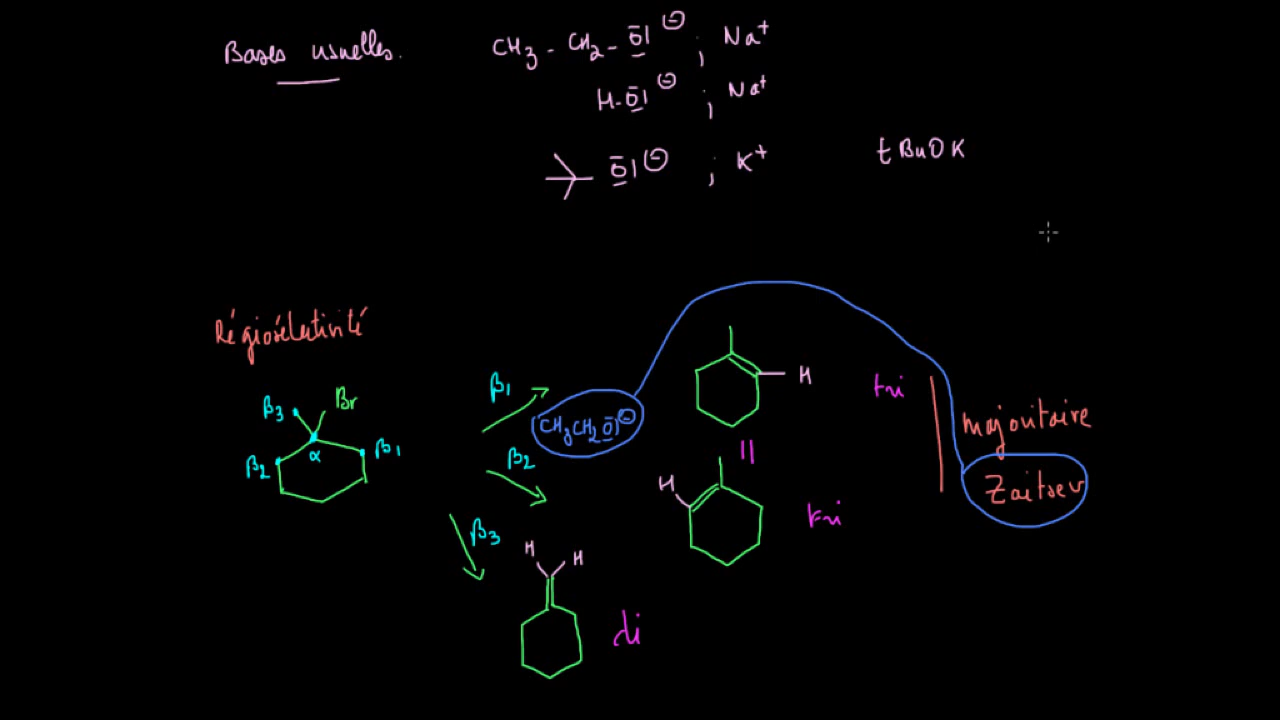 Bases usuelles.
CH3 - CH2 - O⊖ ; Na+
H-O⊖ ; Na+
O⊖ ; K+
tBuOK
Régiosélectivité
β3
Br
β2
α
β1
β1
CH3CH2O⊖
β2
β3
H
tri
majoritaire
Zaitsev
H
tri
H
H
di